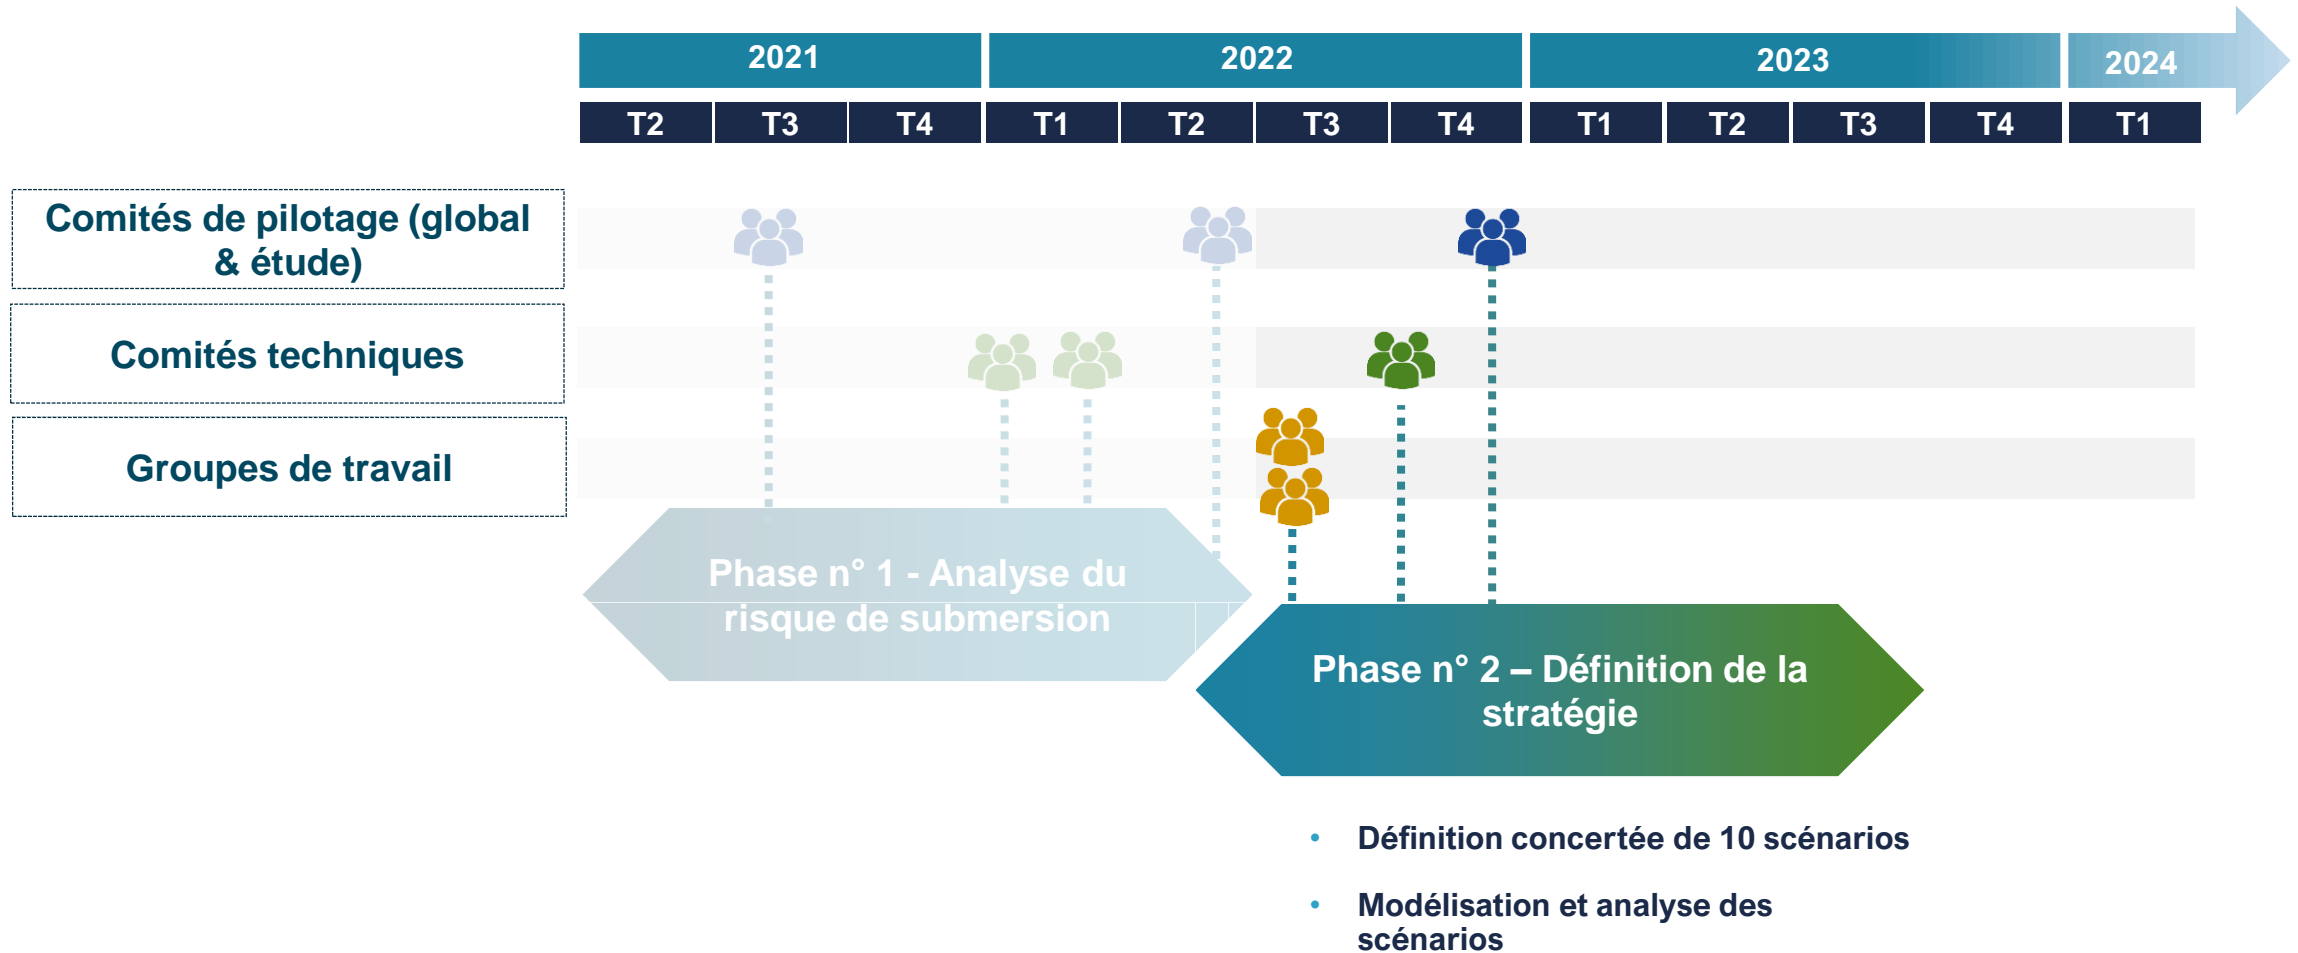 2021
2022
2023
2024
T2
T3
T4
T1
T2
T3
T4
T1
T2
T3
T4
T1
Comités de pilotage (global
& étude)
Comités techniques
Groupes de travail
Phase n° 1 - Analyse du
risque de submersion
Phase n° 2 – Définition de la
stratégie
• Définition concertée de 10 scénarios
• Modélisation et analyse des
scénarios